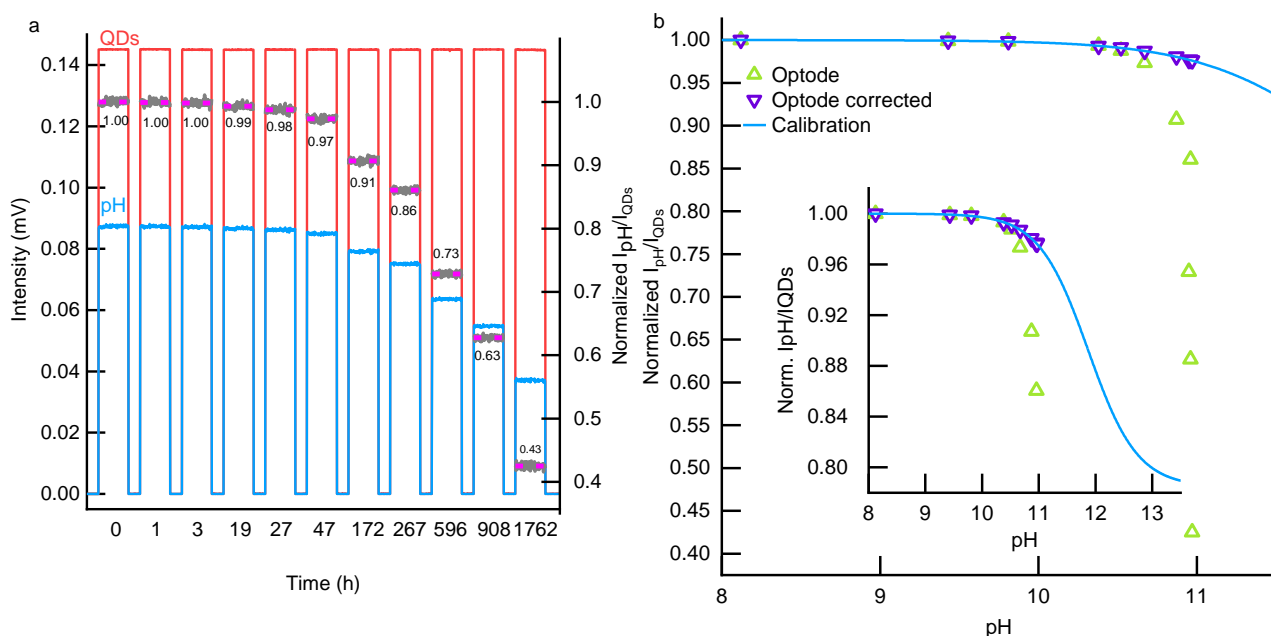 a
QDs
pH
0.14
0.12
0.10
0.08
0.06
0.04
0.02
0.00
Intensity (mV)
1.00
1.00
1.00
0.99
0.98
0.97
0.91
0.86
0.73
0.63
0.43
1.0
0.9
0.8
0.7
0.6
0.5
0.4
Normalized IpH/IQDs
0 1 3 19 27 47 172 267 596 908 1762
Time (h)
b
Normalized IpH/IQDs
1.00
0.95
0.90
0.85
0.80
0.75
0.70
0.65
0.60
0.55
0.50
0.45
0.40
Optode
Optode corrected
Calibration
Norm. IpH/IQDs
1.00
0.96
0.92
0.88
0.84
0.80
8 9 10 11 12 13
pH
8 9 10 11
pH